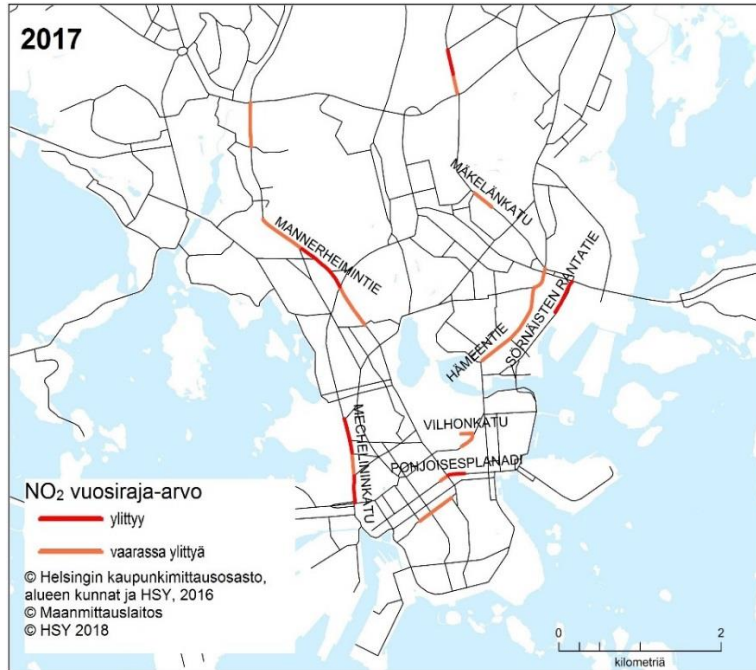 2017
MÄKELÄNKATU
MANNERHEIMINTIE
SÖRNÄISTEN RANTATIE
HÄMEENTIE
MECHELININKATU
VILHONKATU
POHJOISESPLANADI
NO₂ vuosiraja-arvo
ylittyy
vaarassa ylittyä
© Helsingin kaupunkimittausosasto,
alueen kunnat ja HSY, 2016
© Maanmittauslaitos
© HSY 2018
0 2
kilometriä